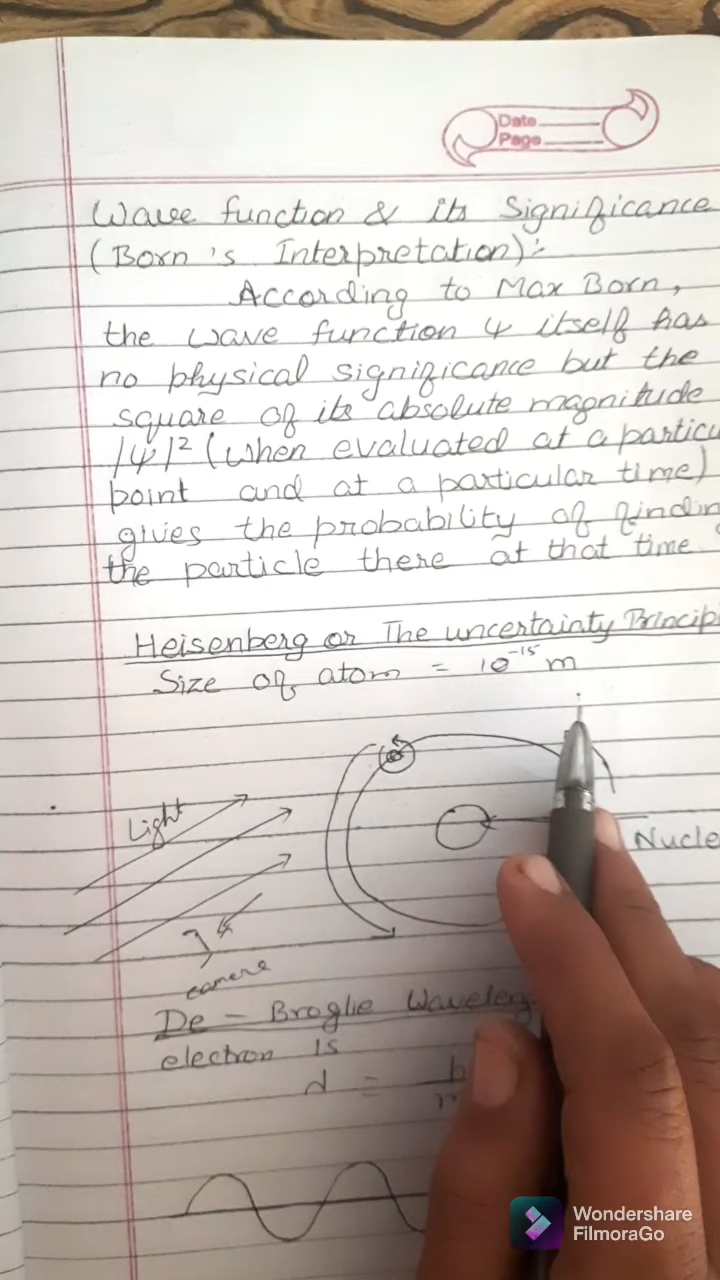 Date
Page
Wave function & its Significance
(Born's Interpretation):-
According to Max Born,
the wave function ψ itself has
no physical significance but the
square of its absolute magnitude
|ψ|² (when evaluated at a particu
point and at a particular time)
gives the probability of findin
the particle there at that time.
Heisenberg or The uncertainty Princip
Size of atom = 10⁻¹⁵ m
Light
Nucle
camera
De-Broglie Waveleng
electron is
d = h
m
Wondershare
FilmoraGo